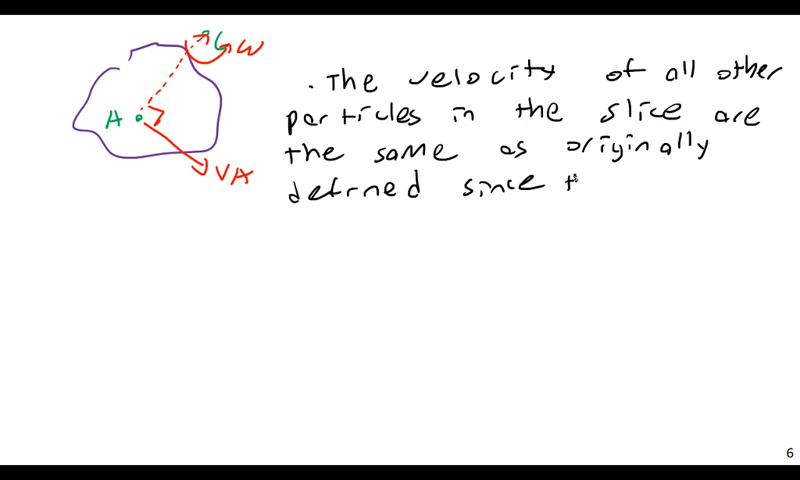 C W
. The velocity of all other
particles in the slice are
A
the same as originally
VA
defined since t
6